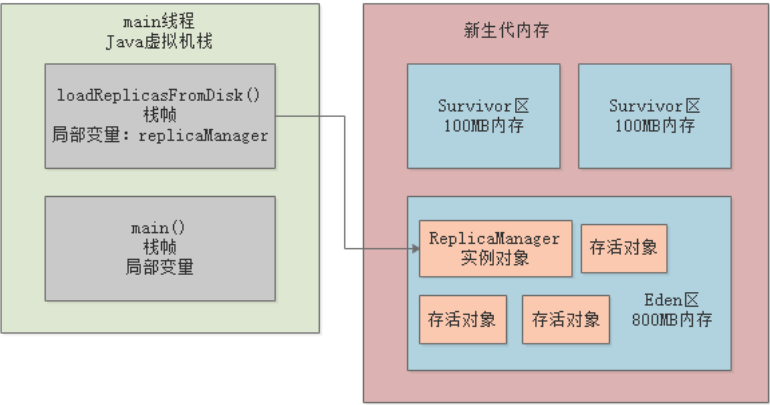 main线程
Java虚拟机栈
loadReplicasFromDisk()
栈帧
局部变量：replicaManager
main()
栈帧
局部变量
新生代内存
Survivor区
100MB内存
Survivor区
100MB内存
ReplicaManager
实例对象
存活对象
存活对象
存活对象
Eden区
800MB内存